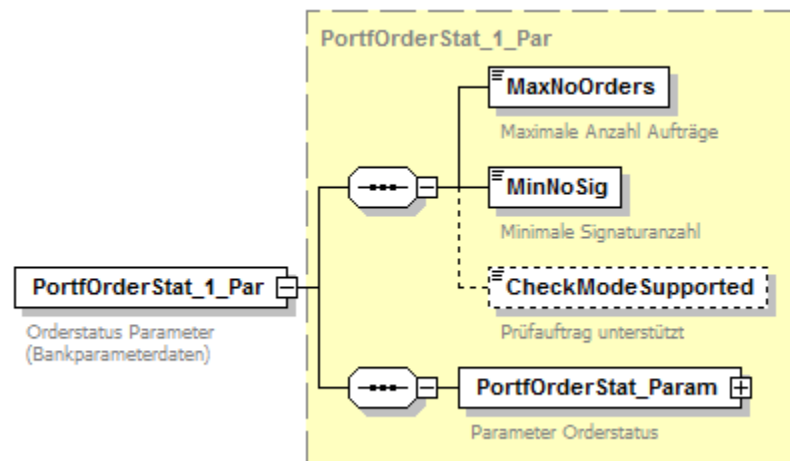 PortfOrderStat_1_Par
MaxNoOrders
Maximale Anzahl Aufträge
MinNoSig
Minimale Signaturanzahl
PortfOrderStat_1_Par
CheckModeSupported
Orderstatus Parameter
(Bankparameterdaten)
Prüfauftrag unterstützt
PortfOrderStat_Param
Parameter Orderstatus